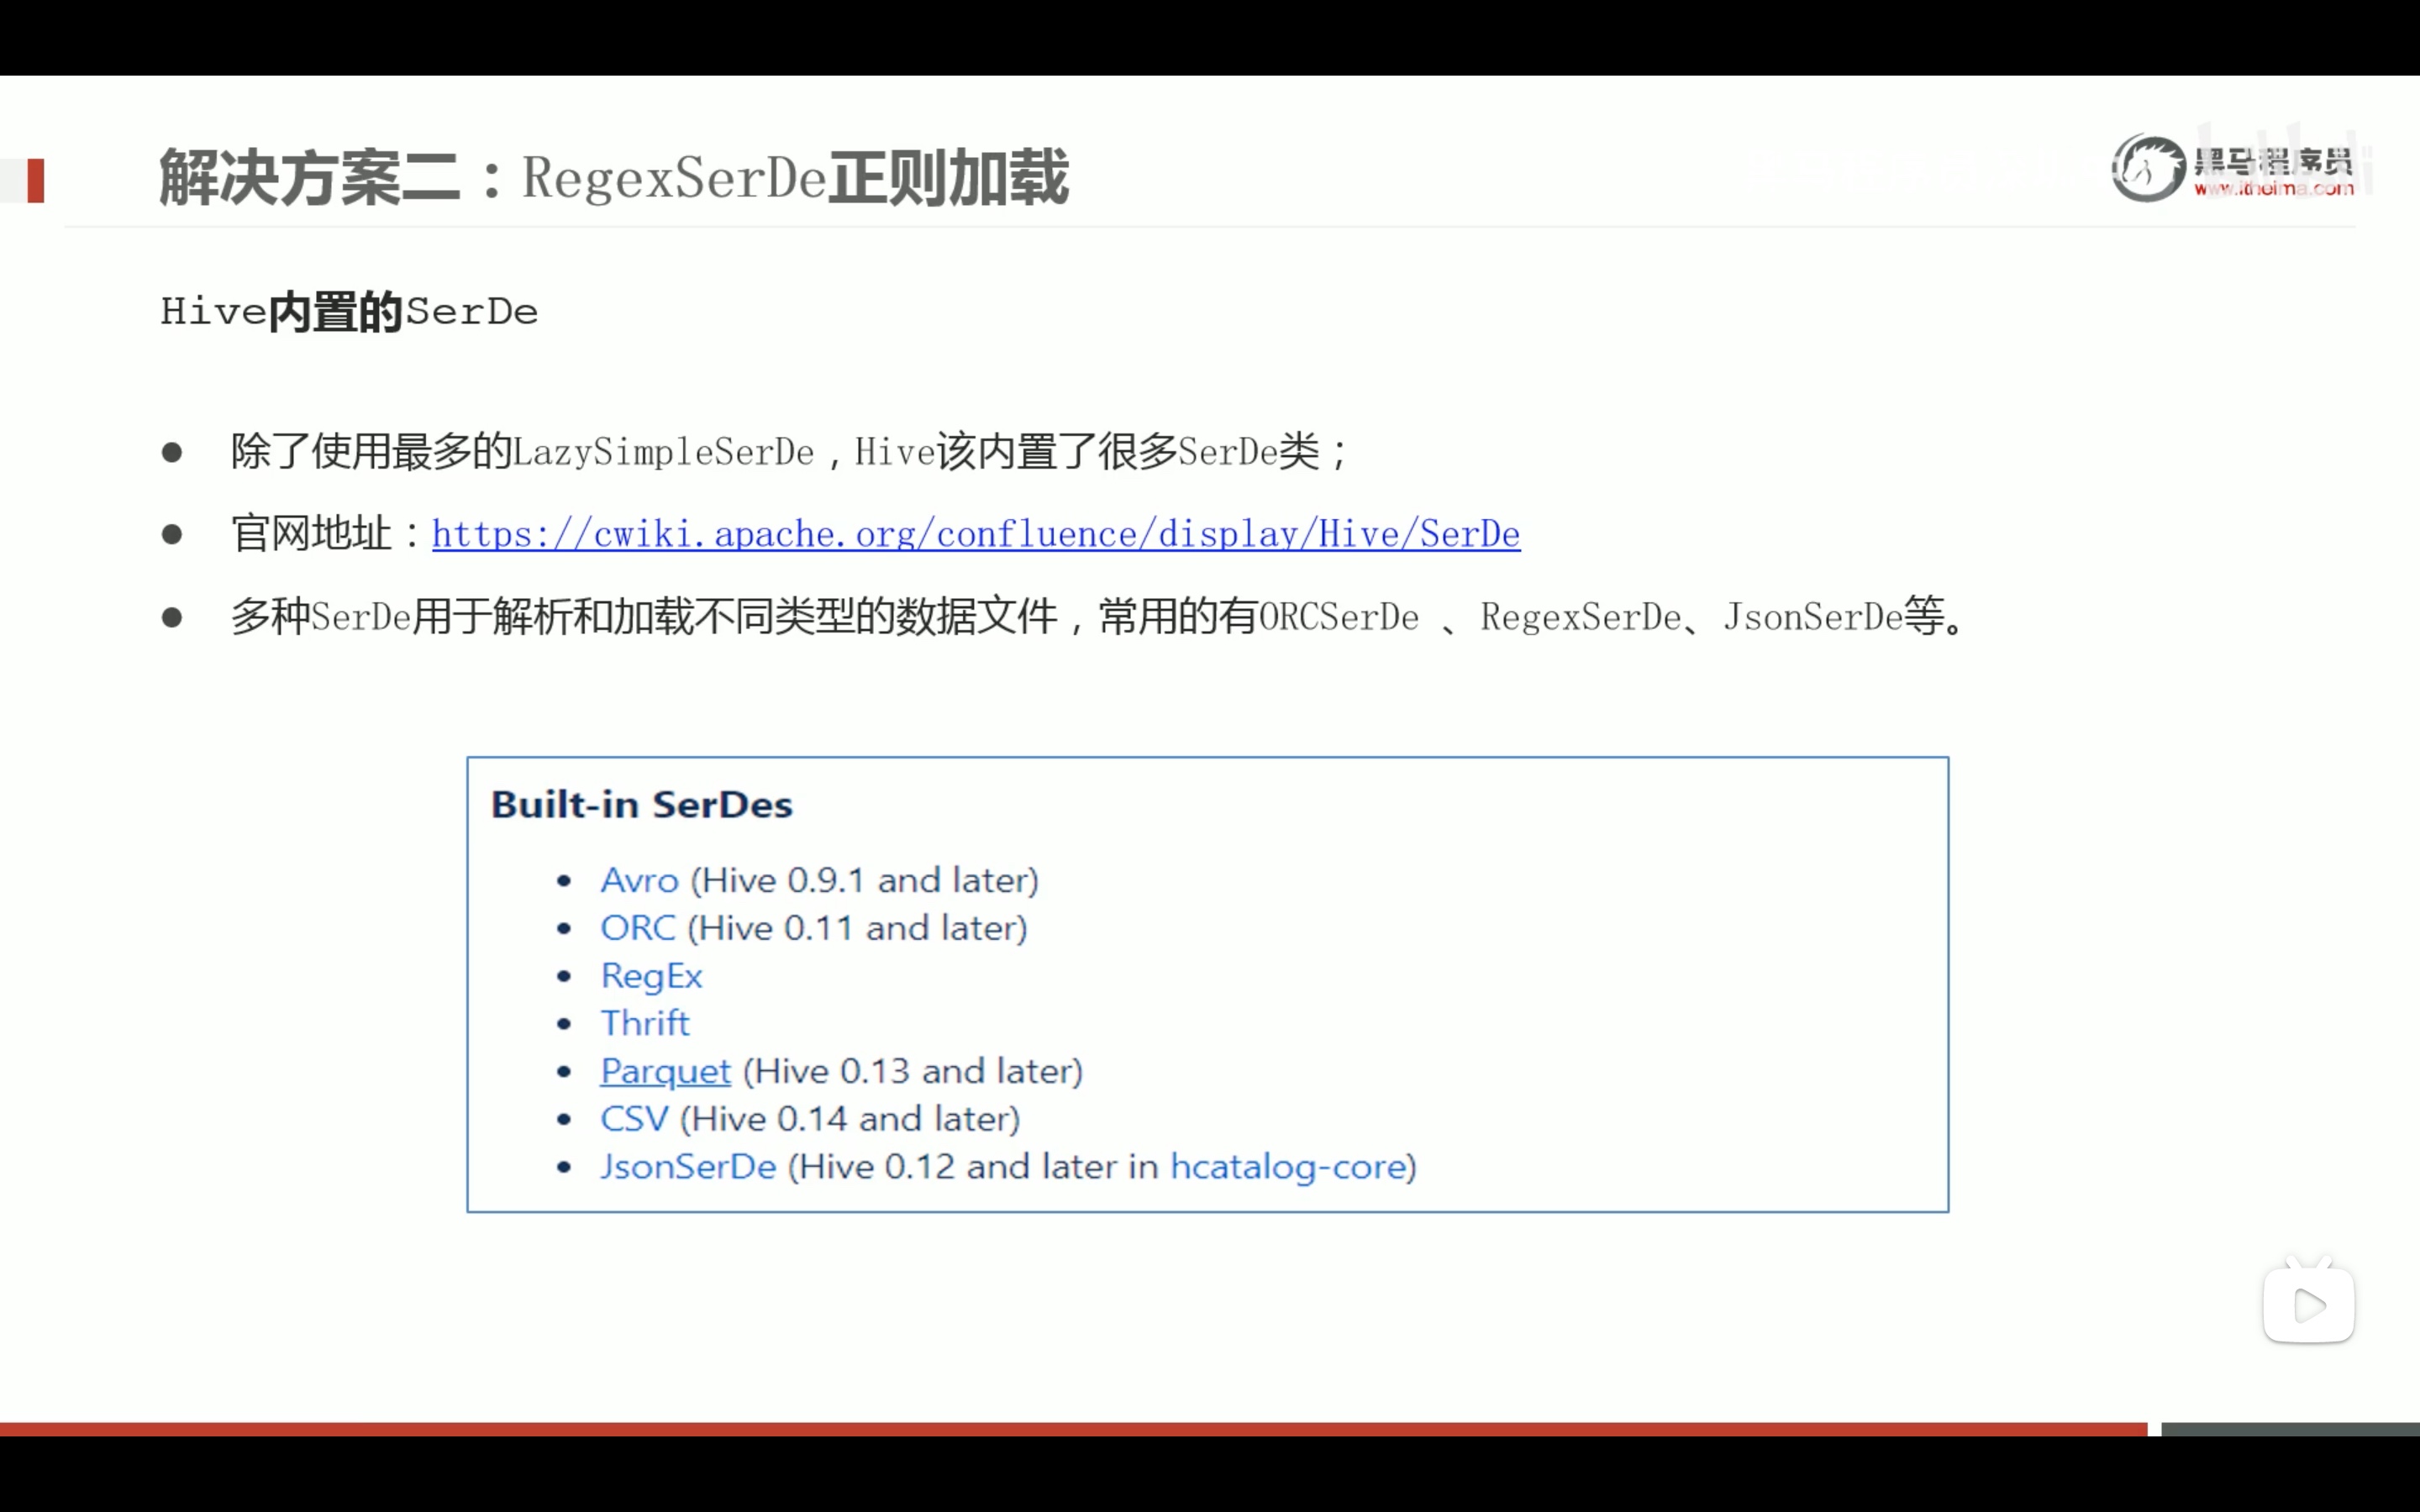 解决方案二：RegexSerDe正则加载
黑马程序员
www.itheima.com
Hive内置的SerDe
● 除了使用最多的LazySimpleSerDe，Hive该内置了很多SerDe类；
● 官网地址：https://cwiki.apache.org/confluence/display/Hive/SerDe
● 多种SerDe用于解析和加载不同类型的数据文件，常用的有ORCSerDe 、RegexSerDe、JsonSerDe等。
Built-in SerDes
• Avro (Hive 0.9.1 and later)
• ORC (Hive 0.11 and later)
• RegEx
• Thrift
• Parquet (Hive 0.13 and later)
• CSV (Hive 0.14 and later)
• JsonSerDe (Hive 0.12 and later in hcatalog-core)